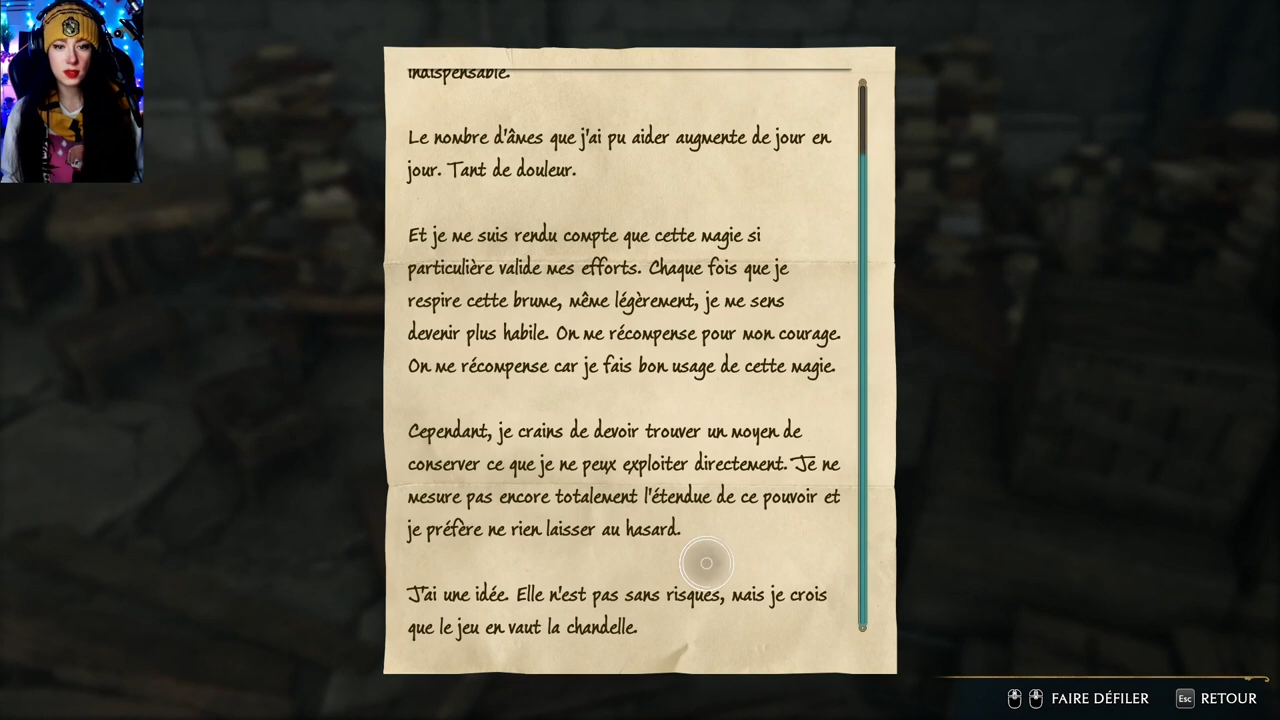 indispensable.
Le nombre d'âmes que j'ai pu aider augmente de jour en
jour. Tant de douleur.
Et je me suis rendu compte que cette magie si
particulière valide mes efforts. Chaque fois que je
respire cette brume, même légèrement, je me sens
devenir plus habile. On me récompense pour mon courage.
On me récompense car je fais bon usage de cette magie.
Cependant, je crains de devoir trouver un moyen de
conserver ce que je ne peux exploiter directement. Je ne
mesure pas encore totalement l'étendue de ce pouvoir et
je préfère ne rien laisser au hasard.
J'ai une idée. Elle n'est pas sans risques, mais je crois
que le jeu en vaut la chandelle.
FAIRE DÉFILER Esc RETOUR